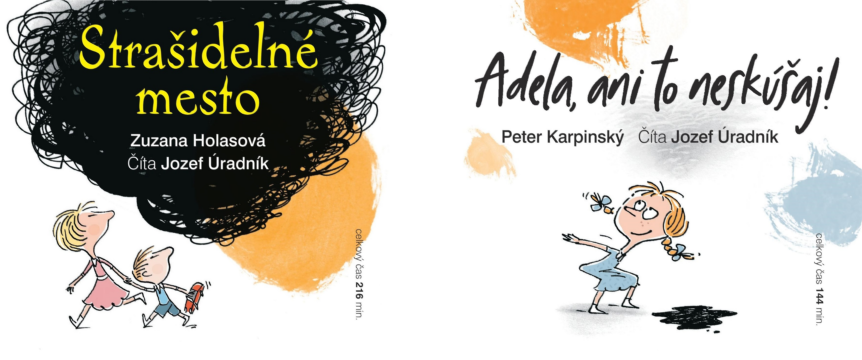 Strašidelné
mesto
Zuzana Holasová
Číta Jozef Úradník
celkový čas 216 min.
Adela, ani to neskúšaj!
Peter Karpinský Číta Jozef Úradník
celkový čas 144 min.